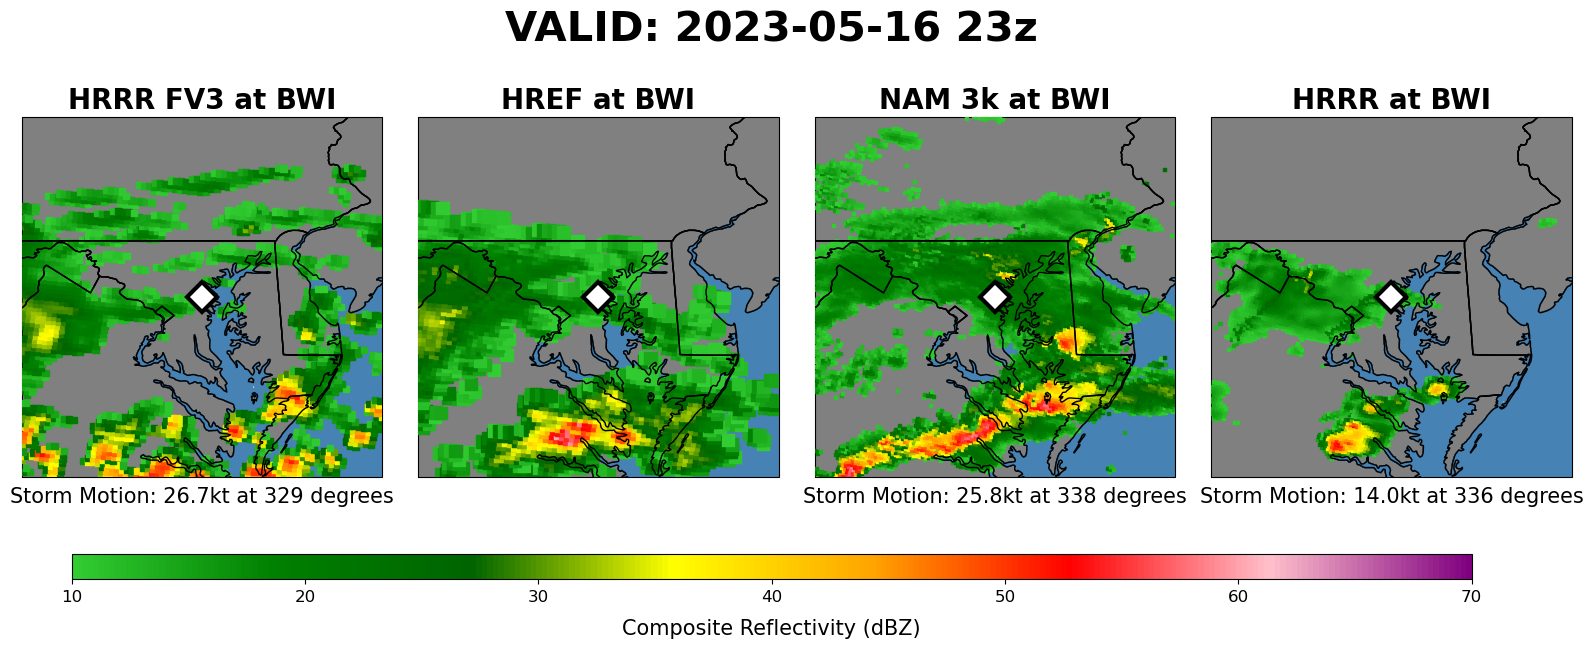 VALID: 2023-05-16 23z
HRRR FV3 at BWI
HREF at BWI
NAM 3k at BWI
HRRR at BWI
Storm Motion: 26.7kt at 329 degrees
Storm Motion: 25.8kt at 338 degrees
Storm Motion: 14.0kt at 336 degrees
10 20 30 40 50 60 70
Composite Reflectivity (dBZ)